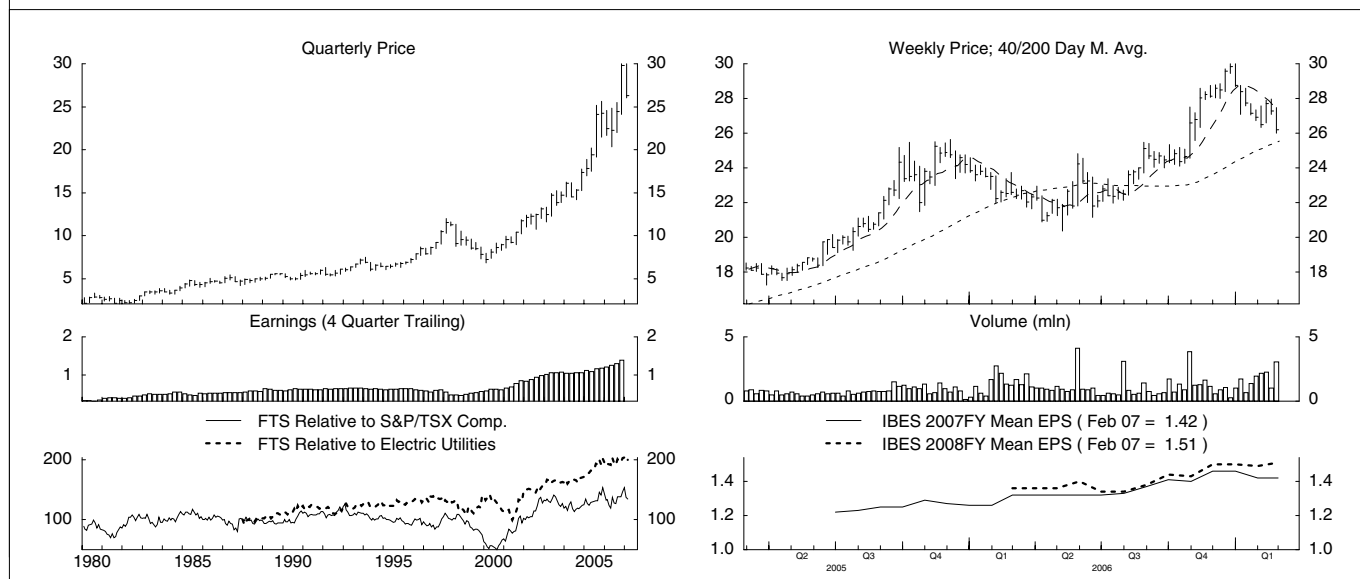 Quarterly Price
30 30
25 25
20 20
15 15
10 10
5 5
Earnings (4 Quarter Trailing)
2 2
1 1
FTS Relative to S&P/TSX Comp.
FTS Relative to Electric Utilities
200 200
100 100
1980 1985 1990 1995 2000 2005
Weekly Price; 40/200 Day M. Avg.
30 30
28 28
26 26
24 24
22 22
20 20
18 18
Volume (mln)
5 5
0 0
IBES 2007FY Mean EPS ( Feb 07 = 1.42 )
IBES 2008FY Mean EPS ( Feb 07 = 1.51 )
1.4 1.4
1.2 1.2
1.0 1.0
Q2 Q3 Q4 Q1 Q2 Q3 Q4 Q1
2005 2006